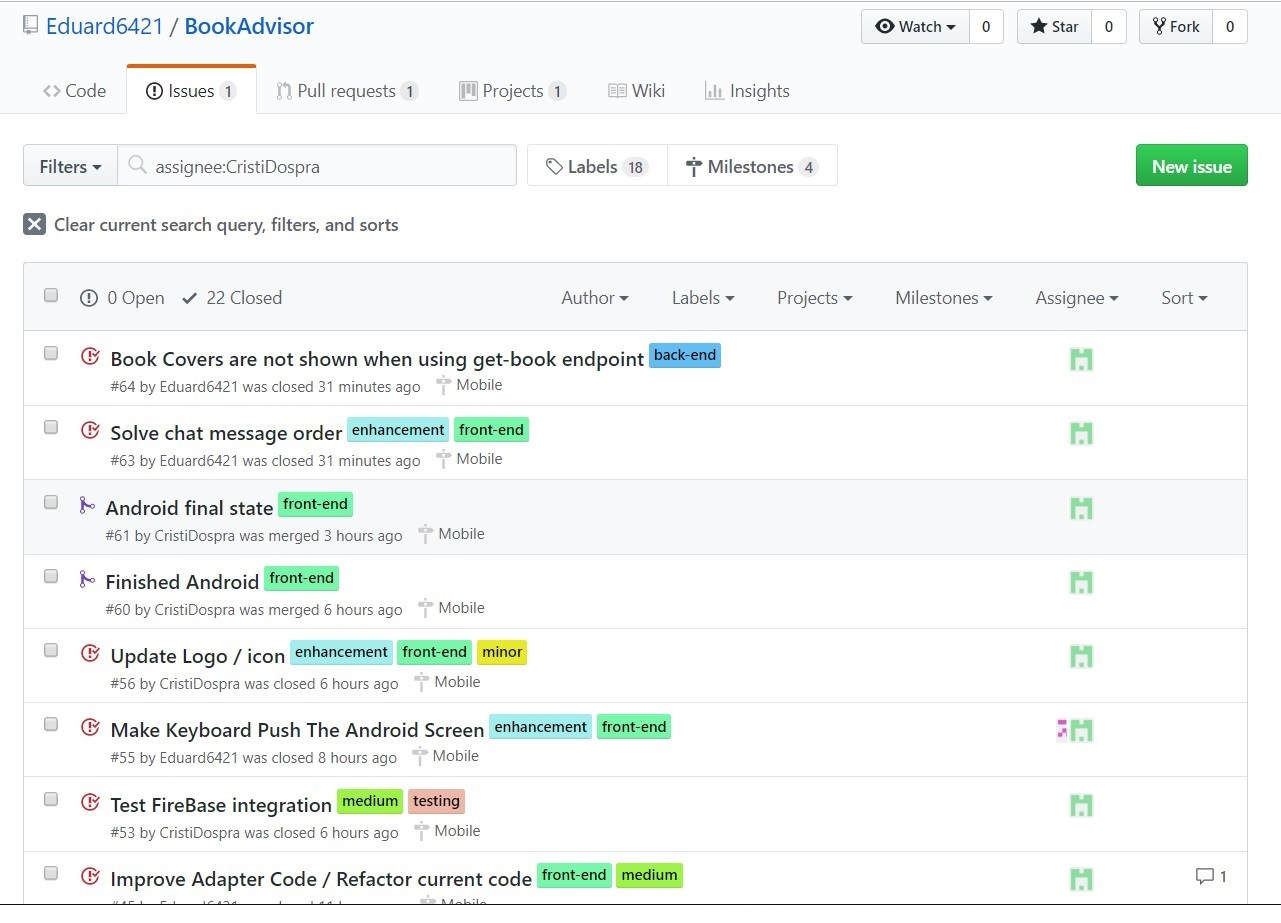 Eduard6421 / BookAdvisor
Watch 0 Star 0 Fork 0
Code Issues 1 Pull requests 1 Projects 1 Wiki Insights
Filters assignee:CristiDospra Labels 18 Milestones 4 New issue
Clear current search query, filters, and sorts
0 Open 22 Closed Author Labels Projects Milestones Assignee Sort
Book Covers are not shown when using get-book endpoint back-end
#64 by Eduard6421 was closed 31 minutes ago Mobile
Solve chat message order enhancement front-end
#63 by Eduard6421 was closed 31 minutes ago Mobile
Android final state front-end
#61 by CristiDospra was merged 3 hours ago Mobile
Finished Android front-end
#60 by CristiDospra was merged 6 hours ago Mobile
Update Logo / icon enhancement front-end minor
#56 by CristiDospra was closed 6 hours ago Mobile
Make Keyboard Push The Android Screen enhancement front-end
#55 by Eduard6421 was closed 8 hours ago Mobile
Test FireBase integration medium testing
#53 by CristiDospra was closed 6 hours ago Mobile
Improve Adapter Code / Refactor current code front-end medium 1
by Eduard6421 was closed Mobile